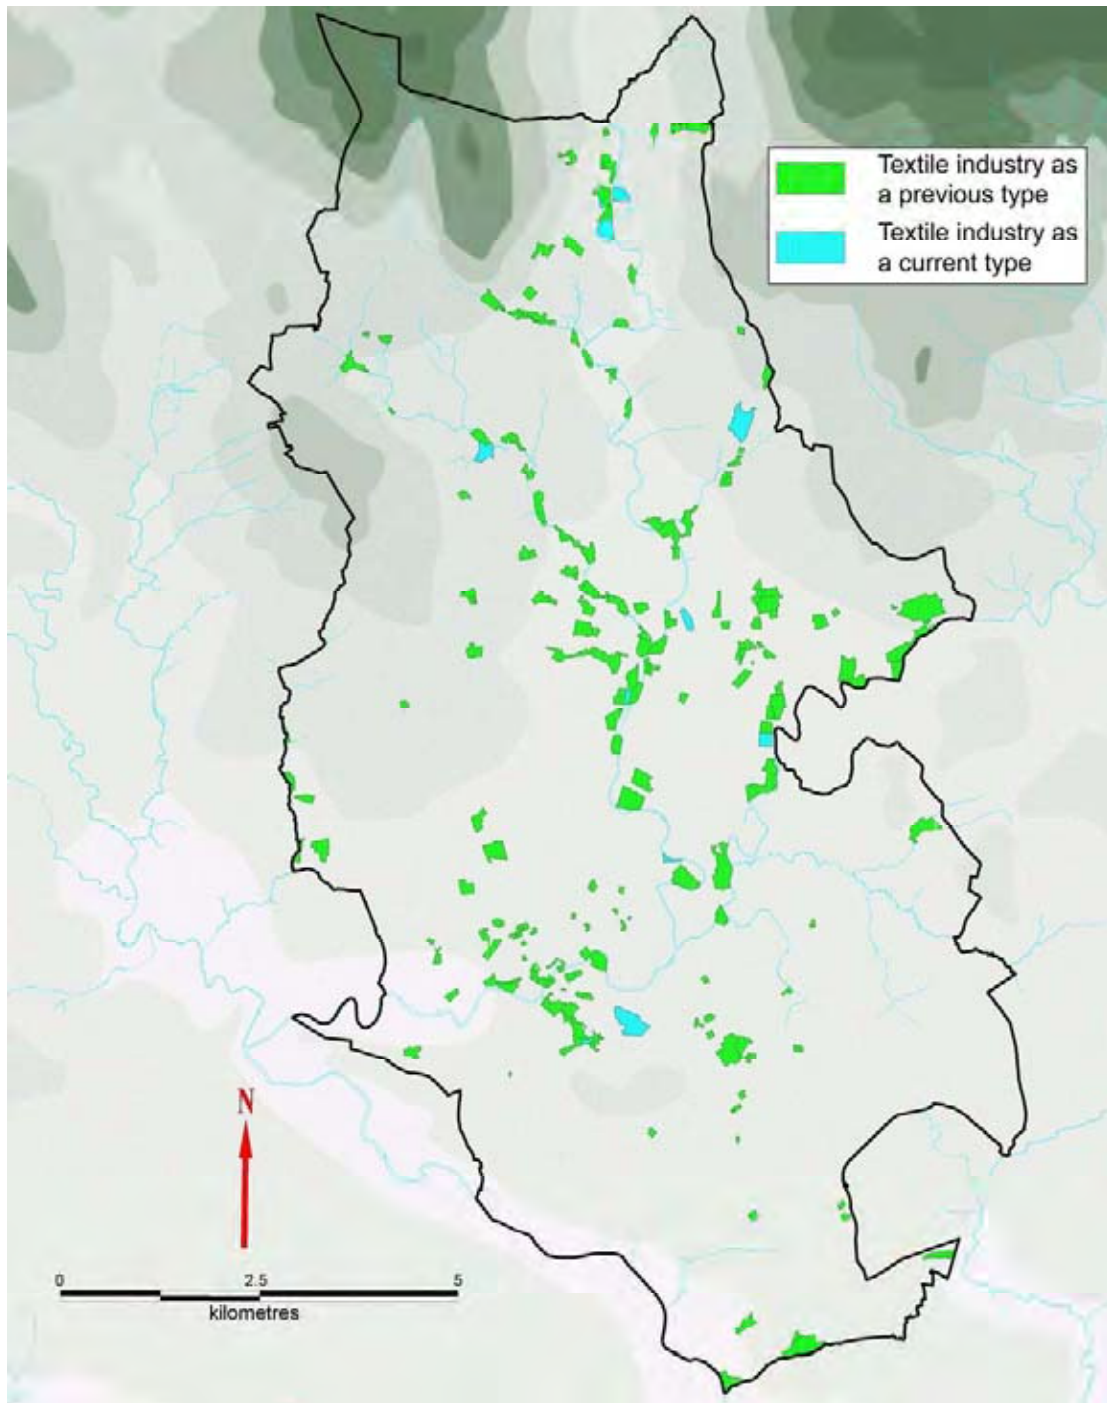 Textile industry as
a previous type
Textile industry as
a current type
N
0 2.5 5
kilometres